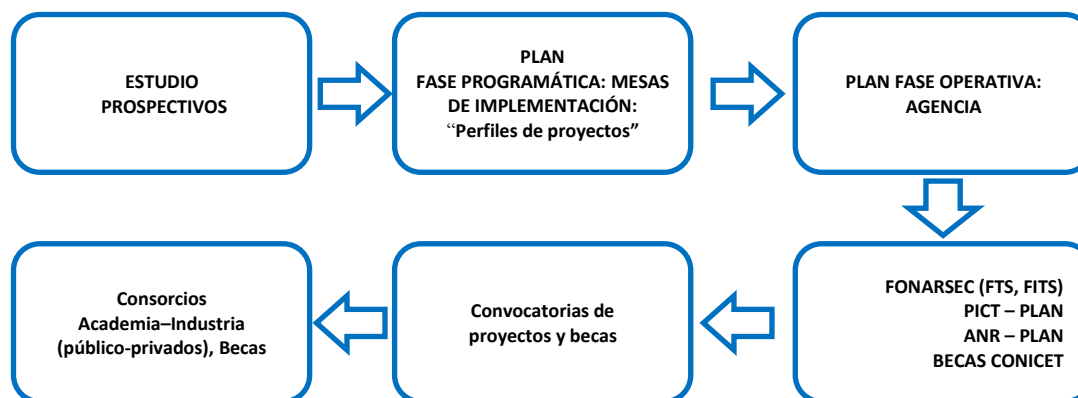 ESTUDIO
PROSPECTIVOS
PLAN
FASE PROGRAMÁTICA: MESAS
DE IMPLEMENTACIÓN:
“Perfiles de proyectos”
PLAN FASE OPERATIVA:
AGENCIA
FONARSEC (FTS, FITS)
PICT – PLAN
ANR – PLAN
BECAS CONICET
Convocatorias de
proyectos y becas
Consorcios
Academia–Industria
(público-privados), Becas